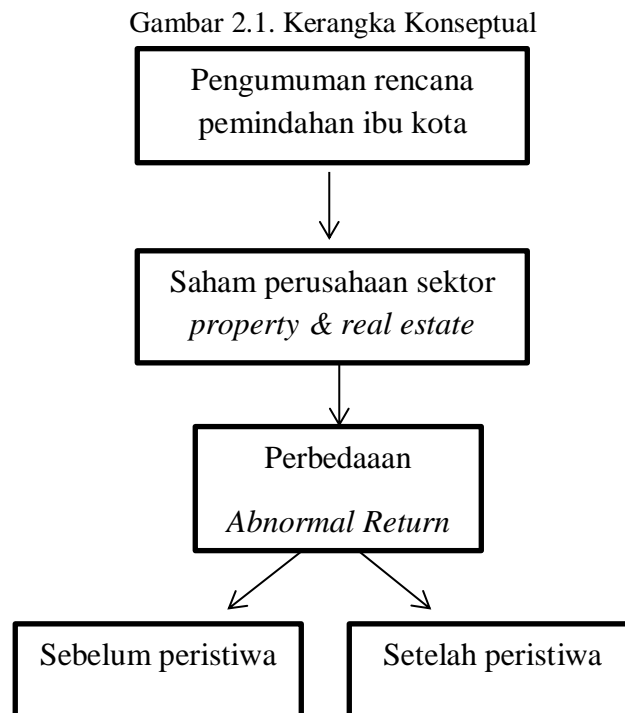 Gambar 2.1. Kerangka Konseptual
Pengumuman rencana
pemindahan ibu kota
Saham perusahaan sektor
property & real estate
Perbedaaan
Abnormal Return
Sebelum peristiwa
Setelah peristiwa